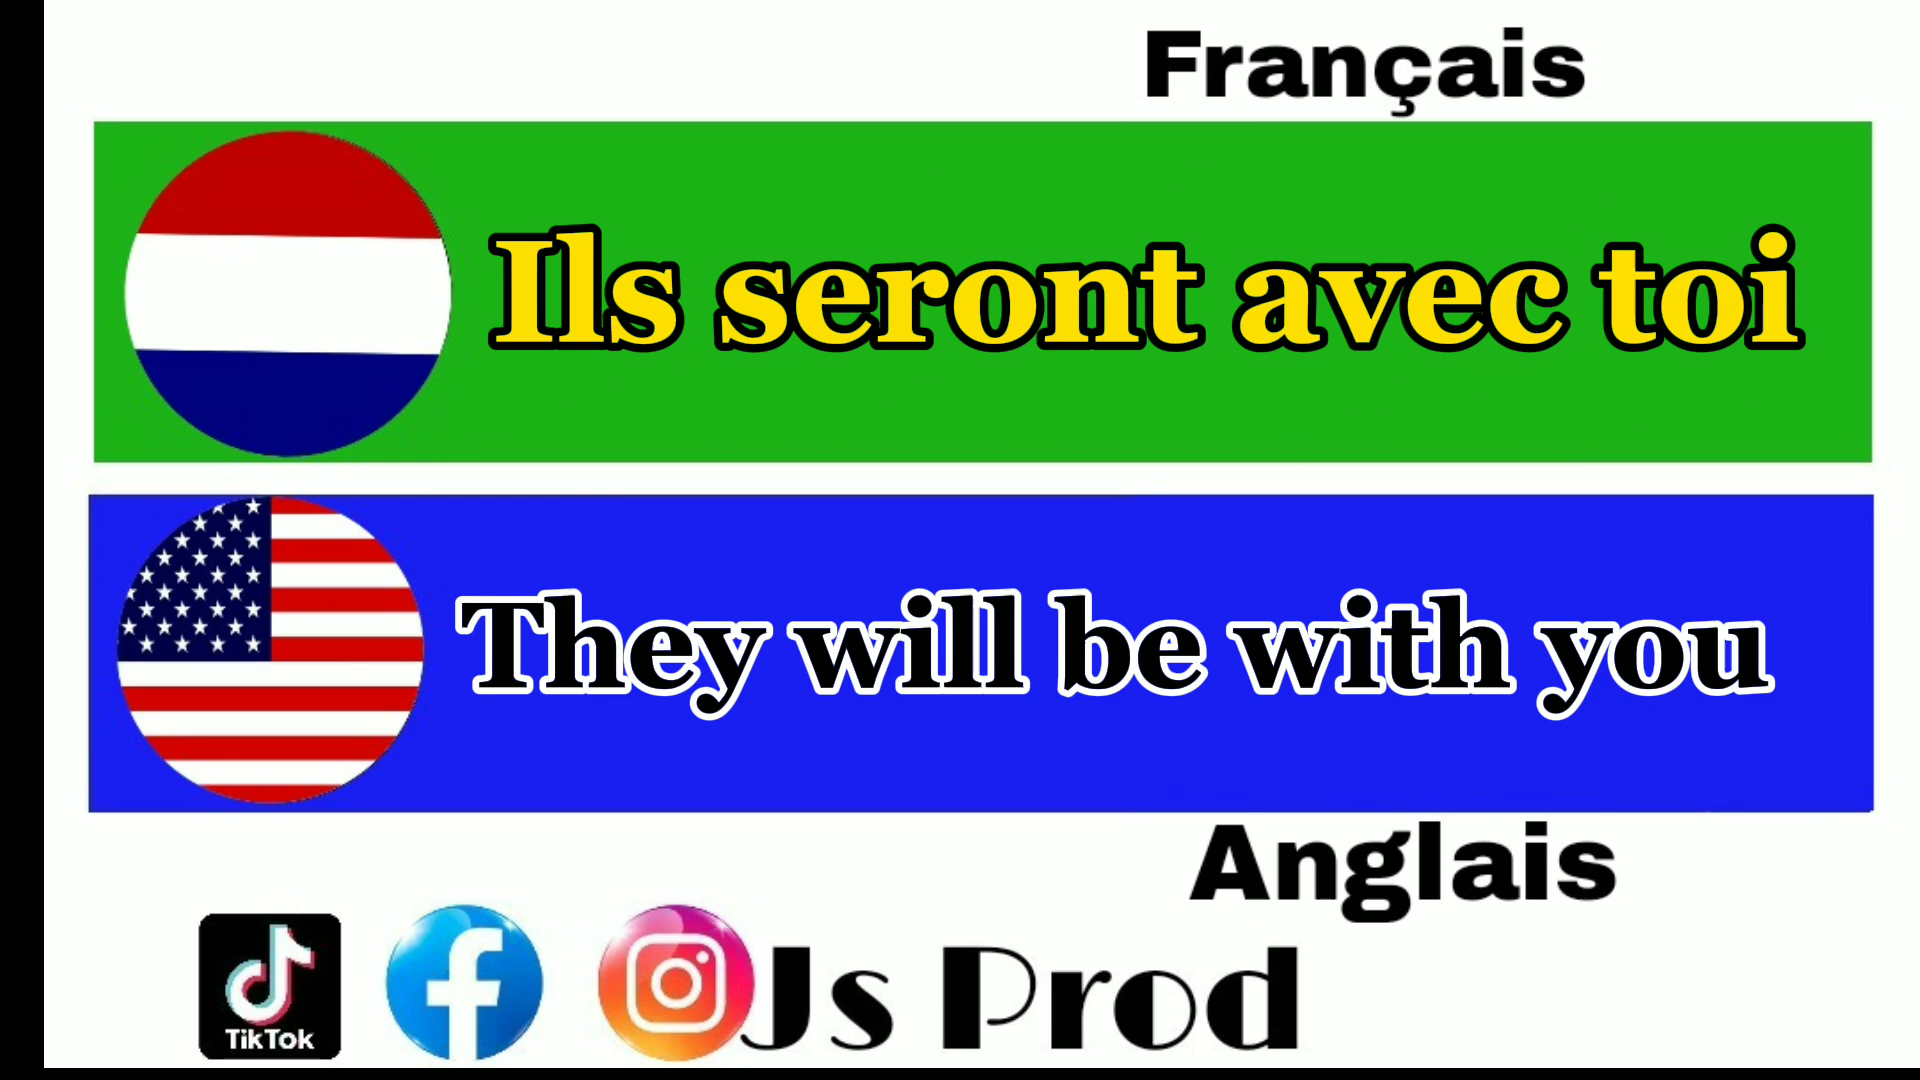 Français
Ils seront avec toi
They will be with you
Anglais
TikTok
Js Prod